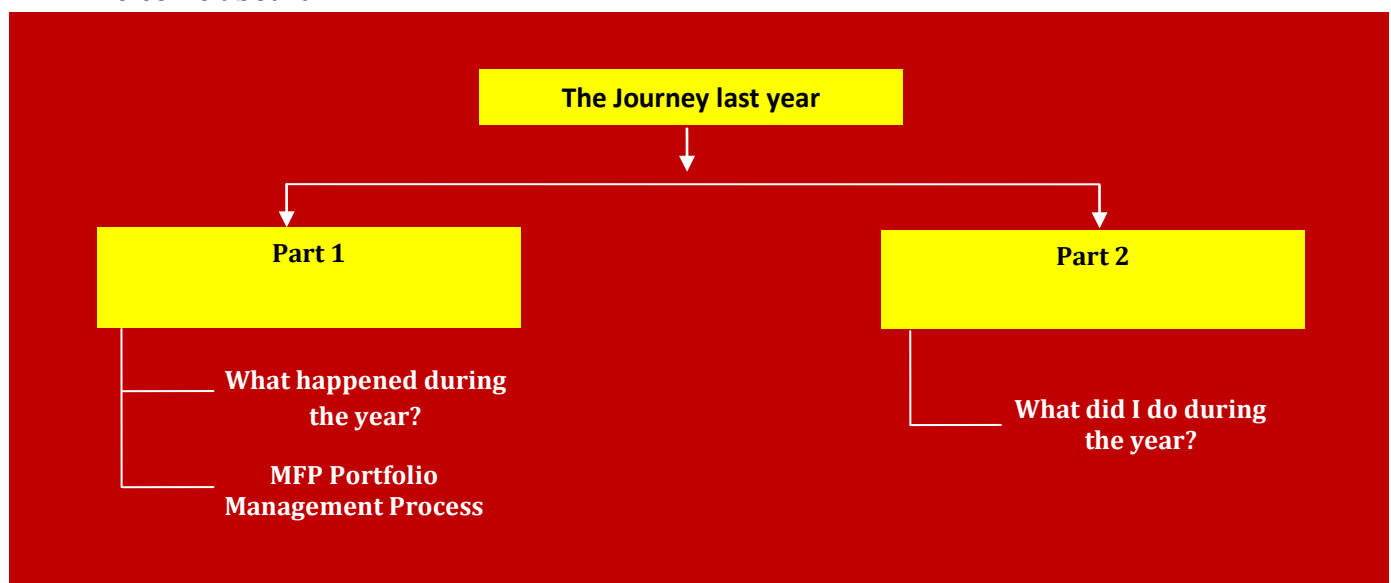 The Journey last year
Part 1
Part 2
What happened during
the year?
MFP Portfolio
Management Process
What did I do during
the year?